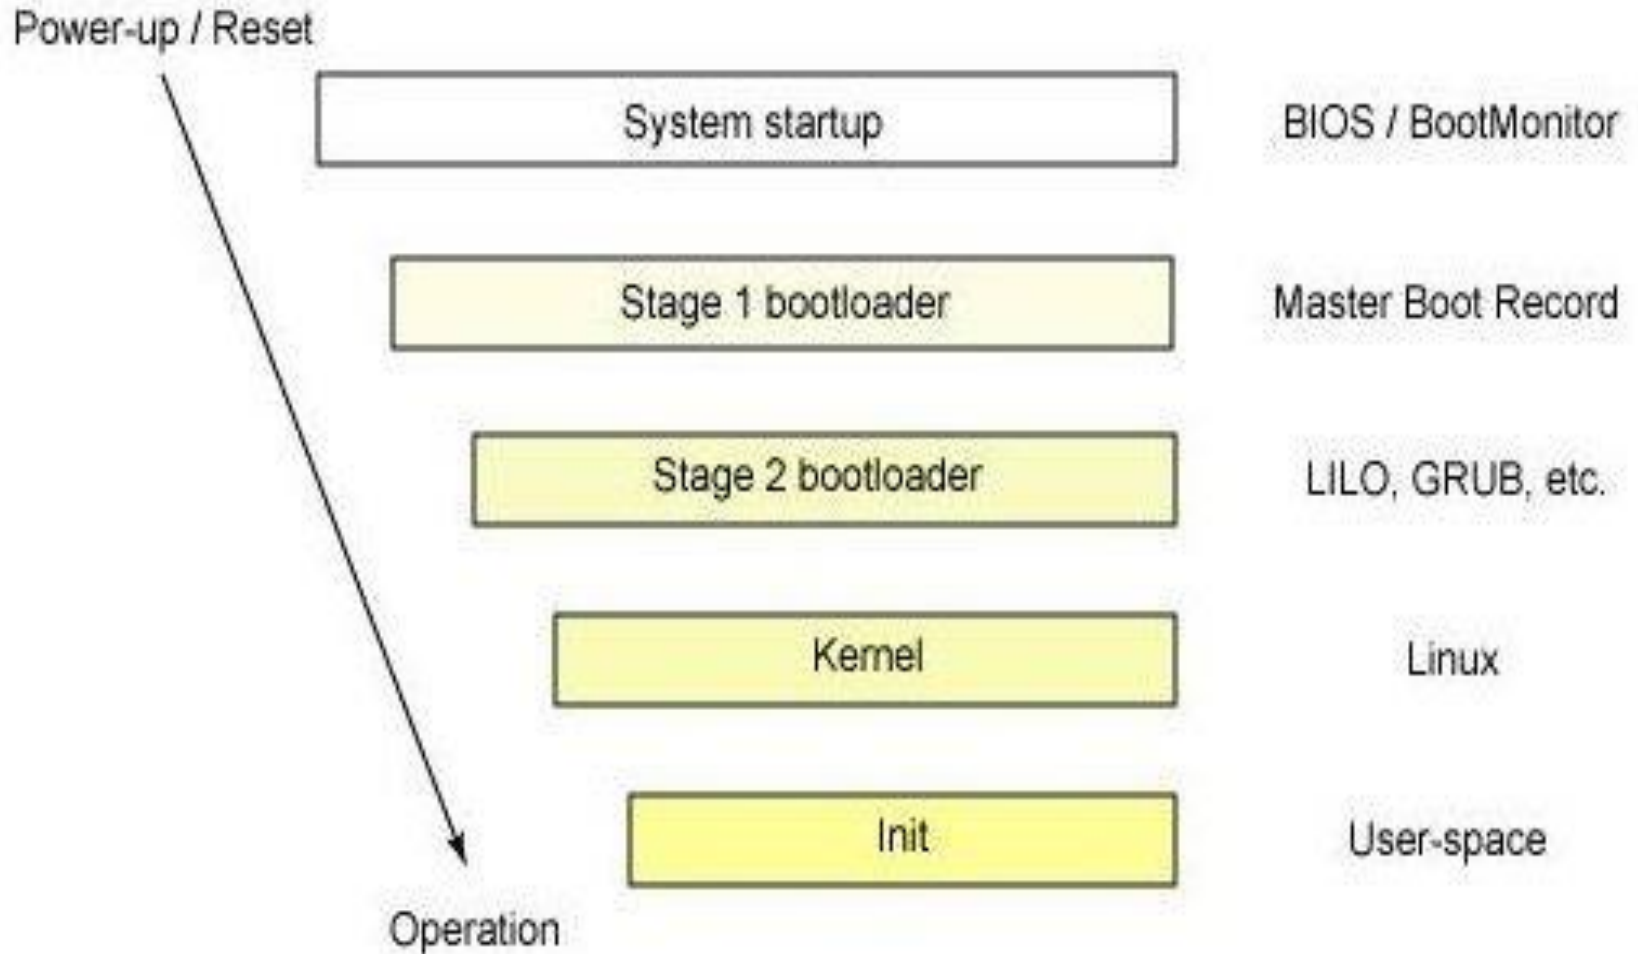 Power-up / Reset
System startup
BIOS / BootMonitor
Stage 1 bootloader
Master Boot Record
Stage 2 bootloader
LILO, GRUB, etc.
Kernel
Linux
Init
User-space
Operation